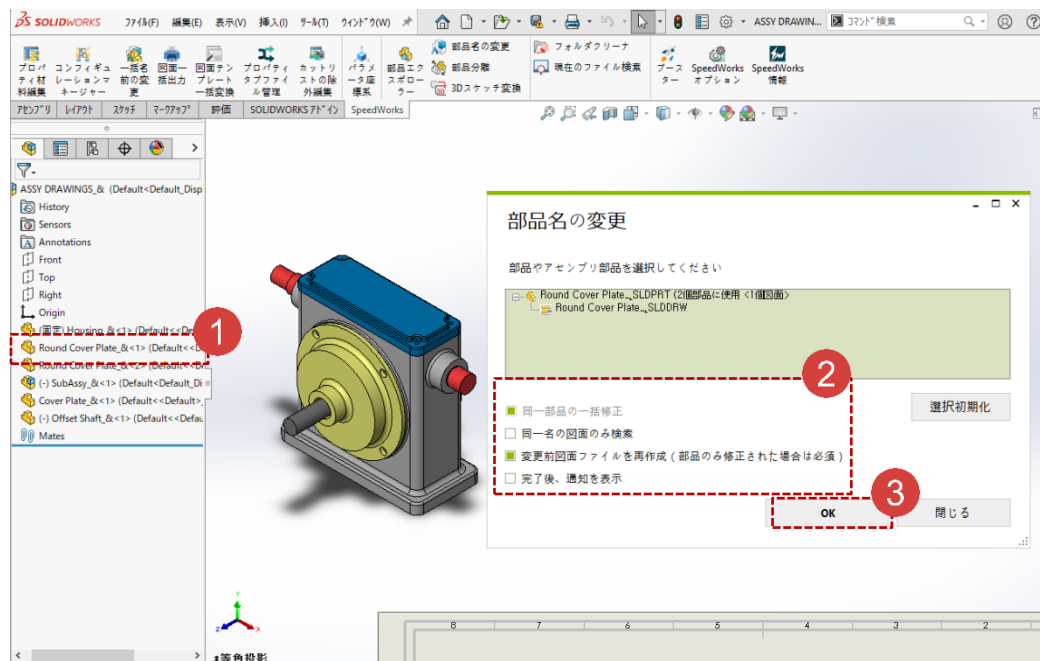 SOLIDWORKS ﾌｧｲﾙ(F) 編集(E) 表示(V) 挿入(I) ﾂｰﾙ(T) ｳｨﾝﾄﾞｳ(W) ASSY DRAWIN... ｺﾏﾝﾄﾞ検索
プロパティ材料編集
コンフィギュレーションマネージャー
一括名前の変更
図面一括出力
図面テンプレート一括変換
プロパティタブファイル管理
カットリストの除外編集
パラメータ座標系
部品エクスポローラー
部品名の変更
部品分離
3Dスケッチ変換
フォルダクリーナ
現在のファイル検索
ブースター
SpeedWorks オプション
SpeedWorks 情報
ｱｾﾝﾌﾞﾘ ﾚｲｱｳﾄ ｽｹｯﾁ ﾏｰｸｱｯﾌﾟ 評価 SOLIDWORKS ｱﾄﾞｲﾝ SpeedWorks
ASSY DRAWINGS_& (Default<Default_Disp
History
Sensors
Annotations
Front
Top
Right
Origin
(固定) Housing_&<1> (Default<<De
1
Round Cover Plate_&<1> (Default<<D
Round Cover Plate_&<2> (Default<<D
(-) SubAssy_&<1> (Default<Default_Di
Cover Plate_&<1> (Default<<Default>_
(-) Offset Shaft_&<1> (Default<<Defau
Mates
部品名の変更
部品やアセンブリ部品を選択してください
Round Cover Plate_.SLDPRT (2個部品に使用 <1個図面>
Round Cover Plate_.SLDDRW
2
同一部品の一括修正
選択初期化
同一名の図面のみ検索
変更前図面ファイルを再作成 ( 部品のみ修正された場合は必須 )
完了後、通知を表示
3
OK 閉じる
Y
Z X
*等角投影
8 7 6 5 4 3 2